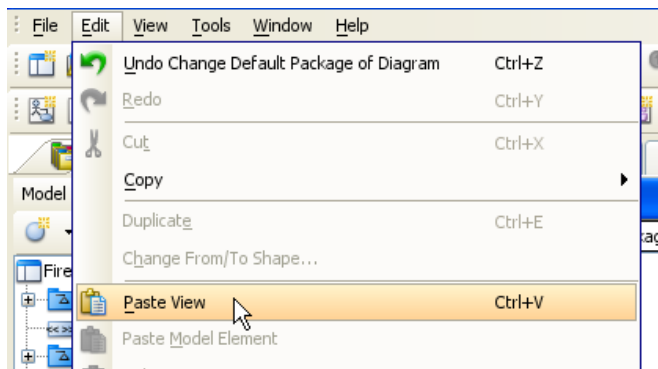 File Edit View Tools Window Help
Undo Change Default Package of Diagram Ctrl+Z
Redo Ctrl+Y
Cut Ctrl+X
Copy
Model
Duplicate Ctrl+E
Change From/To Shape...
Fire
Paste View Ctrl+V
Paste Model Element